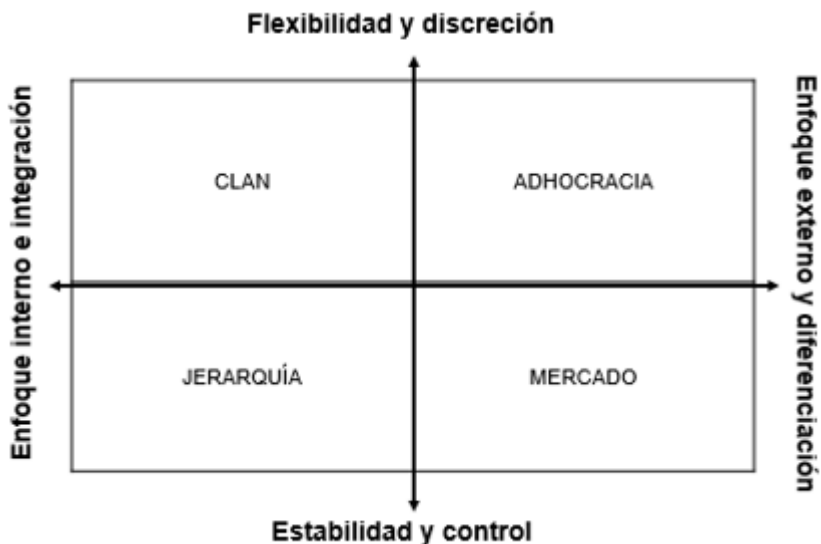 Flexibilidad y discreción
Enfoque interno e integración
CLAN
ADHOCRACIA
Enfoque externo y diferenciación
JERARQUÍA
MERCADO
Estabilidad y control